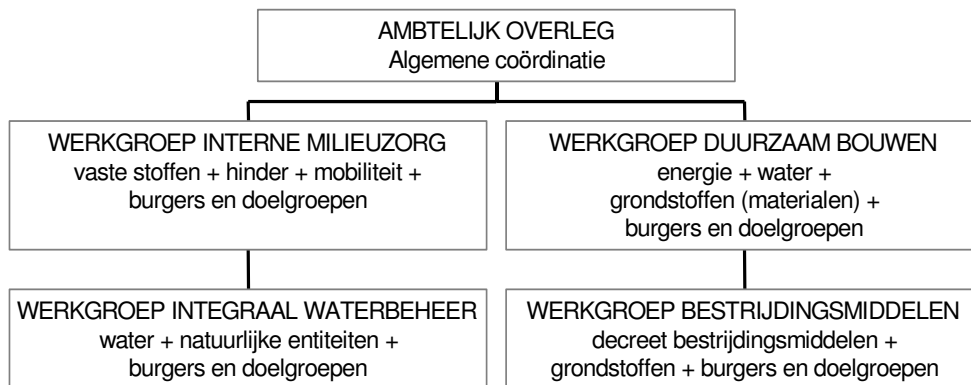 AMBTELIJK OVERLEG
Algemene coördinatie
WERKGROEP INTERNE MILIEUZORG
vaste stoffen + hinder + mobiliteit +
burgers en doelgroepen
WERKGROEP DUURZAAM BOUWEN
energie + water +
grondstoffen (materialen) +
burgers en doelgroepen
WERKGROEP INTEGRAAL WATERBEHEER
water + natuurlijke entiteiten +
burgers en doelgroepen
WERKGROEP BESTRIJDINGSMIDDELEN
decreet bestrijdingsmiddelen +
grondstoffen + burgers en doelgroepen